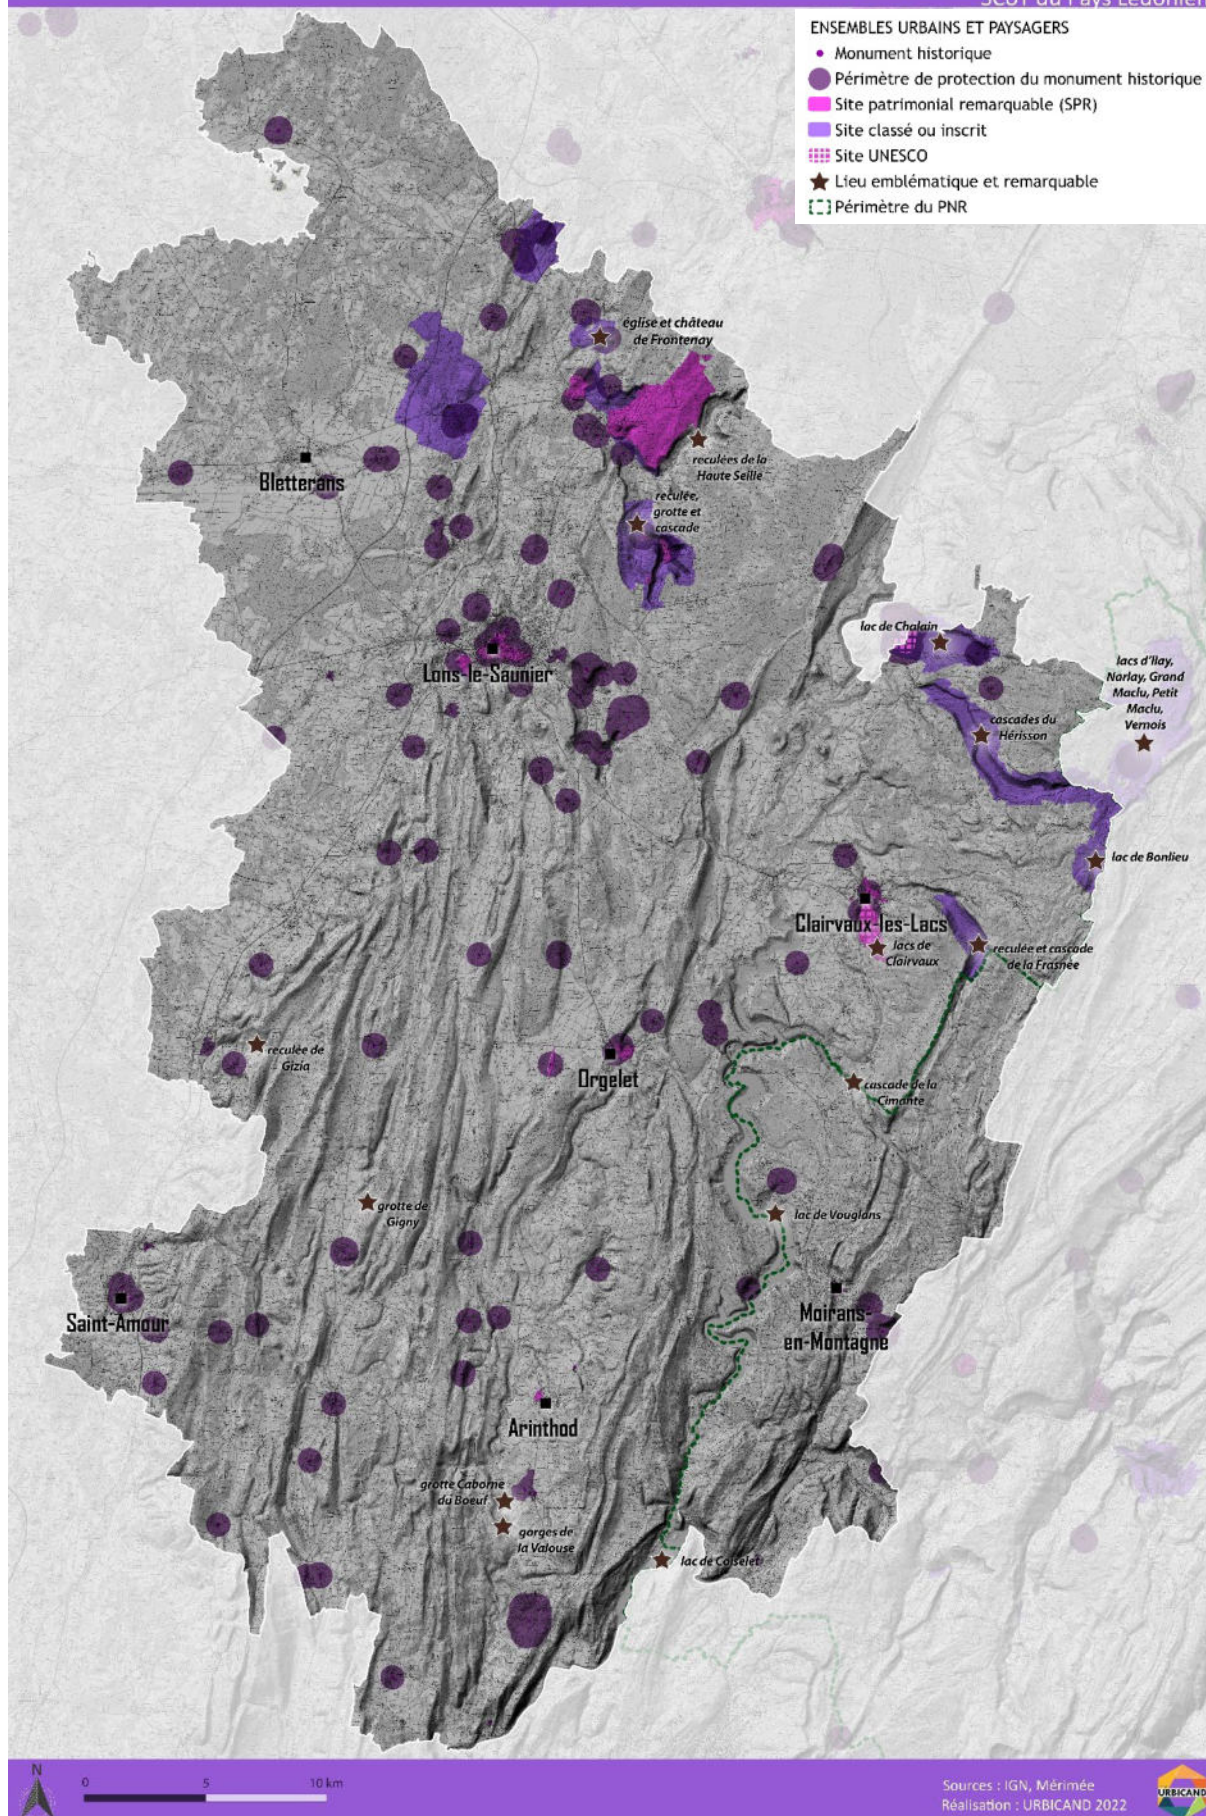 SCoT du Pays Lédonien
ENSEMBLES URBAINS ET PAYSAGERS
Monument historique
Périmètre de protection du monument historique
Site patrimonial remarquable (SPR)
Site classé ou inscrit
Site UNESCO
Lieu emblématique et remarquable
Périmètre du PNR
église et château
de Frontenay
reculées de la
Haute Seille
Bletterans
reculée,
grotte et
cascade
lac de Chalain
Lons-le-Saunier
lacs d'Ilay,
Narlay, Grand
Maclu, Petit
Maclu,
Vernois
cascades du
Hérisson
lac de Bonlieu
Clairvaux-les-Lacs
lacs de
Clairvaux
reculée et cascade
de la Frasnée
reculée de
Gizia
Orgelet
cascade de la
Cimante
grotte de
Gigny
lac de Vouglans
Saint-Amour
Moirans-
en-Montagne
Arinthod
grotte Caborne
du Boeuf
gorges de
la Valouse
lac de Coiselet
N
0 5 10 km
Sources : IGN, Mérimée
Réalisation : URBICAND 2022
URBICAND